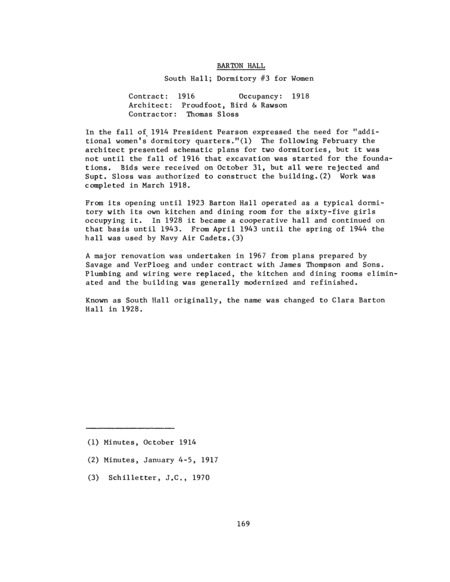 BARTON HALL
South Hall; Dormitory #3 for Women
Contract: 1916 Occupancy: 1918
Architect: Proudfoot, Bird & Rawson
Contractor: Thomas Sloss
In the fall of 1914 President Pearson expressed the need for "addi-
tional women's dormitory quarters."(1) The following February the
architect presented schematic plans for two dormitories, but it was
not until the fall of 1916 that excavation was started for the founda-
tions. Bids were received on October 31, but all were rejected and
Supt. Sloss was authorized to construct the building.(2) Work was
completed in March 1918.
From its opening until 1923 Barton Hall operated as a typical dormi-
tory with its own kitchen and dining room for the sixty-five girls
occupying it. In 1928 it became a cooperative hall and continued on
that basis until 1943. From April 1943 until the spring of 1944 the
hall was used by Navy Air Cadets.(3)
A major renovation was undertaken in 1967 from plans prepared by
Savage and VerPloeg and under contract with James Thompson and Sons.
Plumbing and wiring were replaced, the kitchen and dining rooms elimin-
ated and the building was generally modernized and refinished.
Known as South Hall originally, the name was changed to Clara Barton
Hall in 1928.
(1) Minutes, October 1914
(2) Minutes, January 4-5, 1917
(3) Schilletter, J.C., 1970
169